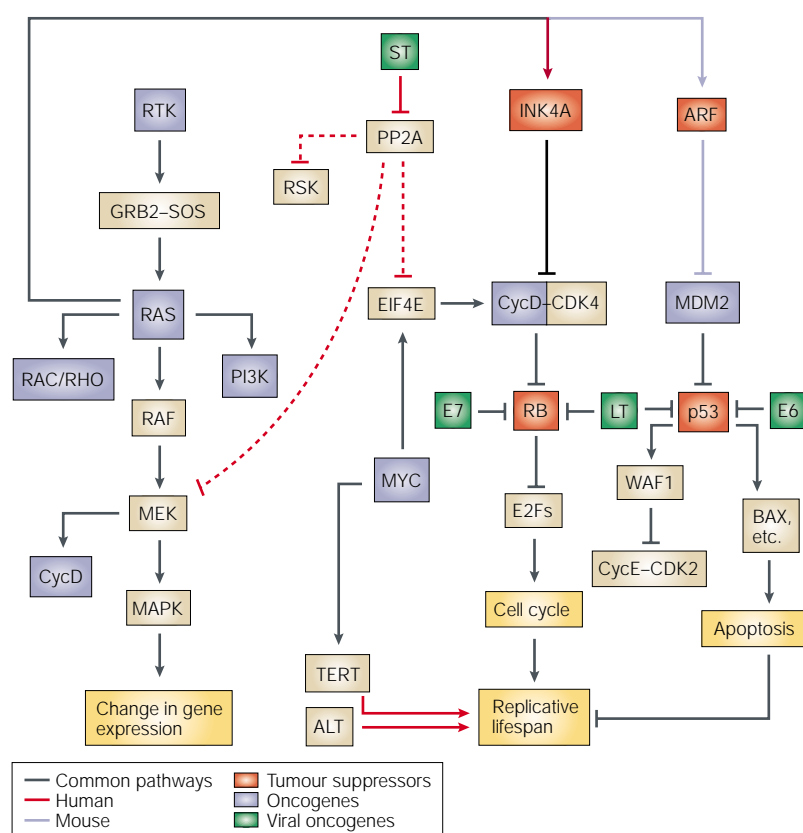 ST
RTK
INK4A
ARF
PP2A
RSK
GRB2–SOS
RAS
EIF4E
CycD–CDK4
MDM2
RAC/RHO
PI3K
RAF
E7
RB
LT
p53
E6
MYC
WAF1
MEK
E2Fs
BAX,
etc.
CycD
CycE–CDK2
MAPK
Cell cycle
Apoptosis
TERT
Change in gene
expression
ALT
Replicative
lifespan
Common pathways
Human
Mouse
Tumour suppressors
Oncogenes
Viral oncogenes